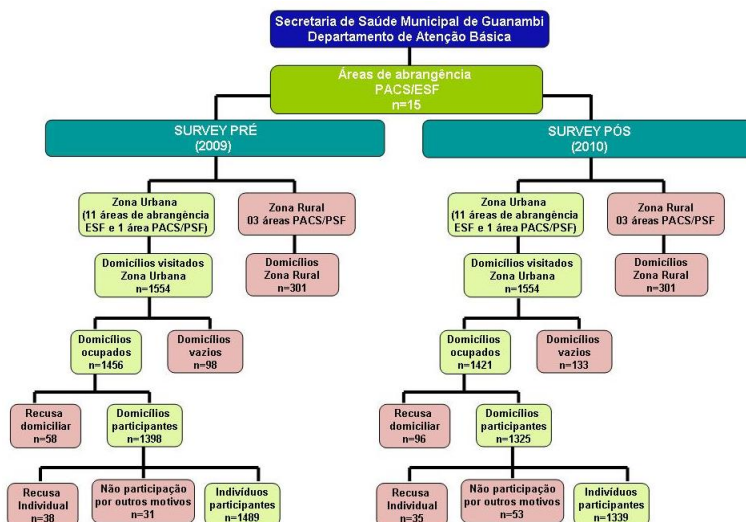 Secretaria de Saúde Municipal de Guanambi
Departamento de Atenção Básica
Áreas de abrangência
PACS/ESF
n=15
SURVEY PRÉ
(2009)
SURVEY PÓS
(2010)
Zona Urbana
(11 áreas de abrangência
ESF e 1 área PACS/PSF)
Zona Rural
03 áreas PACS/PSF
Zona Urbana
(11 áreas de abrangência
ESF e 1 área PACS/PSF)
Zona Rural
03 áreas PACS/PSF
Domicílios visitados
Zona Urbana
n=1554
Domicílios
Zona Rural
n=301
Domicílios visitados
Zona Urbana
n=1554
Domicílios
Zona Rural
n=301
Domicílios
ocupados
n=1456
Domicílios
vazios
n=98
Domicílios
ocupados
n=1421
Domicílios
vazios
n=133
Recusa
domiciliar
n=58
Domicílios
participantes
n=1398
Recusa
domiciliar
n=96
Domicílios
participantes
n=1325
Recusa
Individual
n=38
Não participação
por outros motivos
n=31
Indivíduos
participantes
n=1489
Recusa
Individual
n=35
Não participação
por outros motivos
n=53
Indivíduos
participantes
n=1339